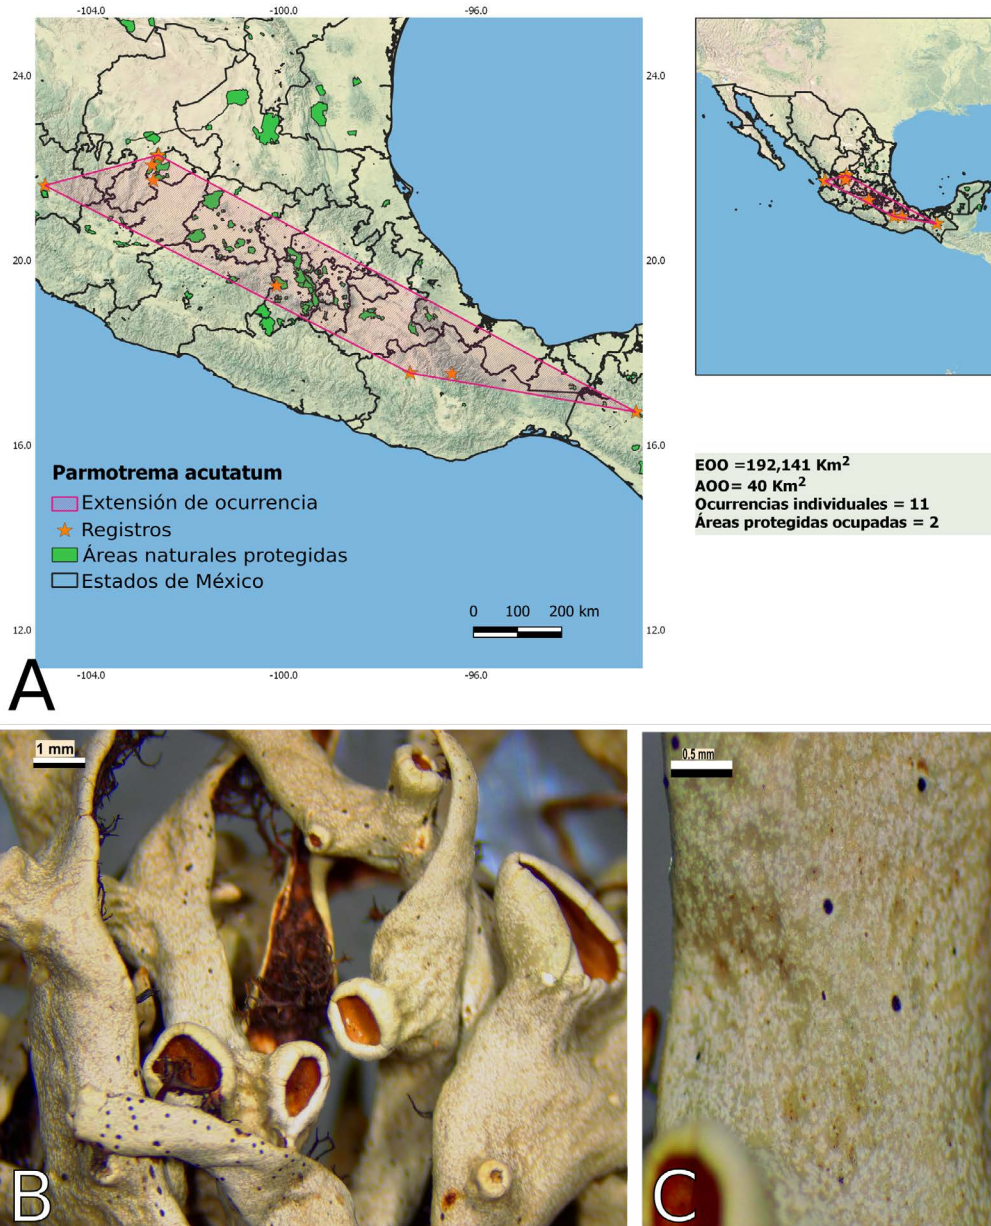 -104.0 -100.0 -96.0
24.0 24.0
20.0 20.0
16.0 16.0
Parmotrema acutatum
Extensión de ocurrencia
Registros
Áreas naturales protegidas
Estados de México
0 100 200 km
12.0 12.0
-104.0 -100.0 -96.0
A
EOO =192,141 Km²
AOO= 40 Km²
Ocurrencias individuales = 11
Áreas protegidas ocupadas = 2
1 mm
B
0.5 mm
C